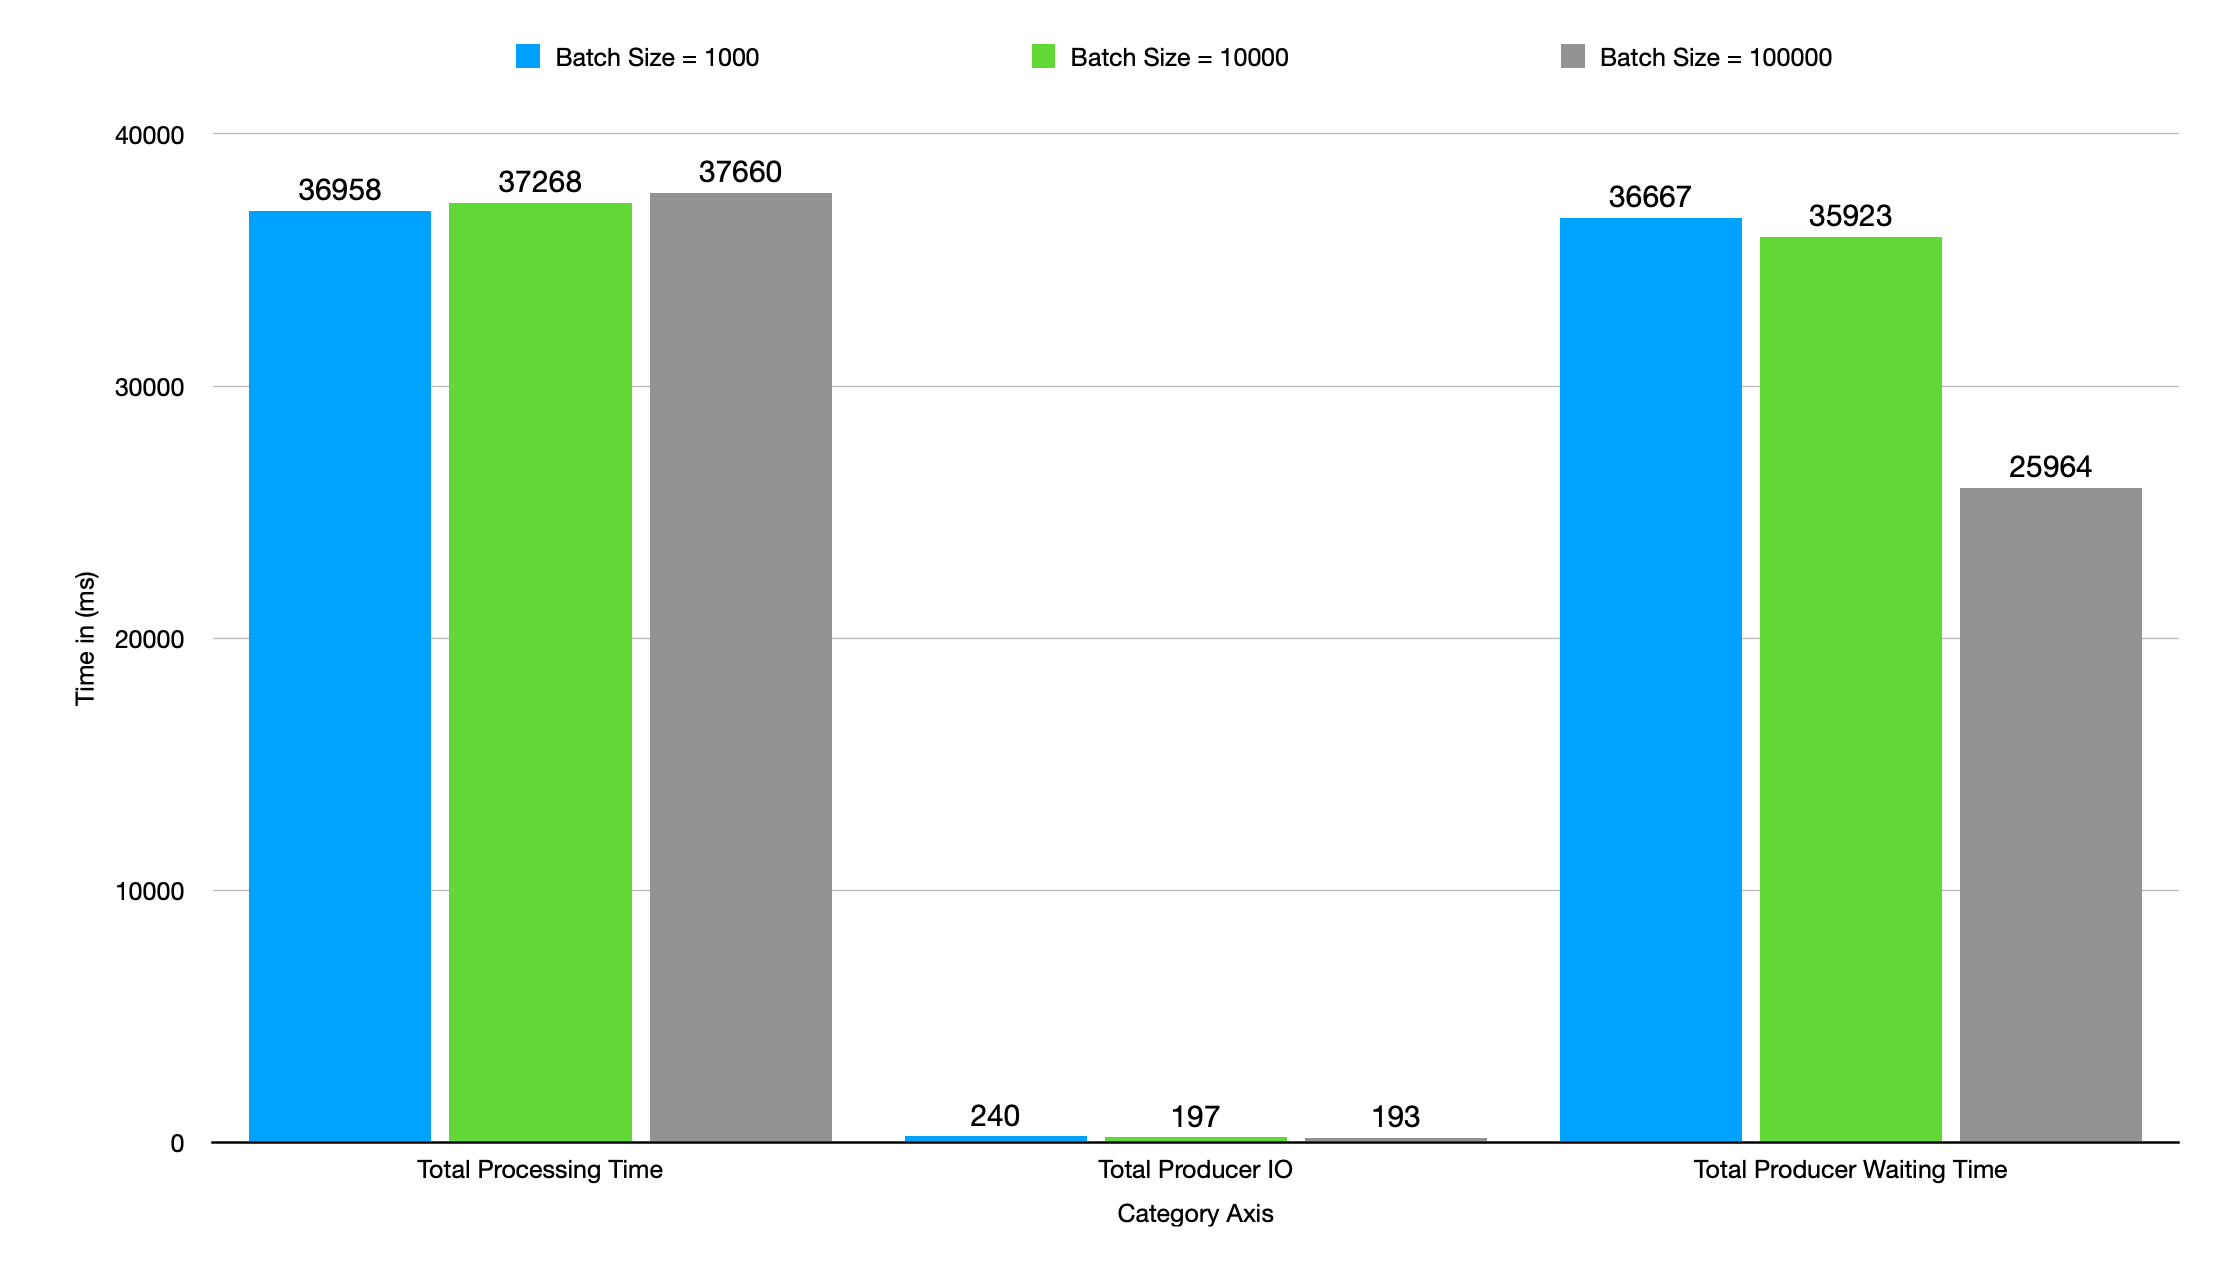 Batch Size = 1000
Batch Size = 10000
Batch Size = 100000
40000
30000
20000
10000
0
Time in (ms)
36958
37268
37660
240
197
193
36667
35923
25964
Total Processing Time
Total Producer IO
Total Producer Waiting Time
Category Axis